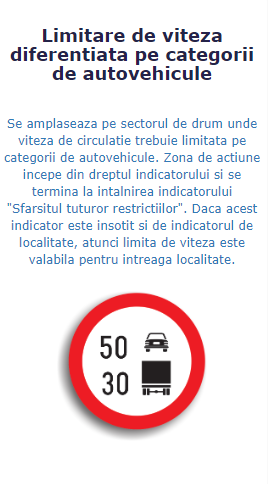 Limitare de viteza
diferentiata pe categorii
de autovehicule
Se amplaseaza pe sectorul de drum unde
viteza de circulatie trebuie limitata pe
categorii de autovehicule. Zona de actiune
incepe din dreptul indicatorului si se
termina la intalnirea indicatorului
"Sfarsitul tuturor restrictiilor". Daca acest
indicator este insotit si de indicatorul de
localitate, atunci limita de viteza este
valabila pentru intreaga localitate.
50
30